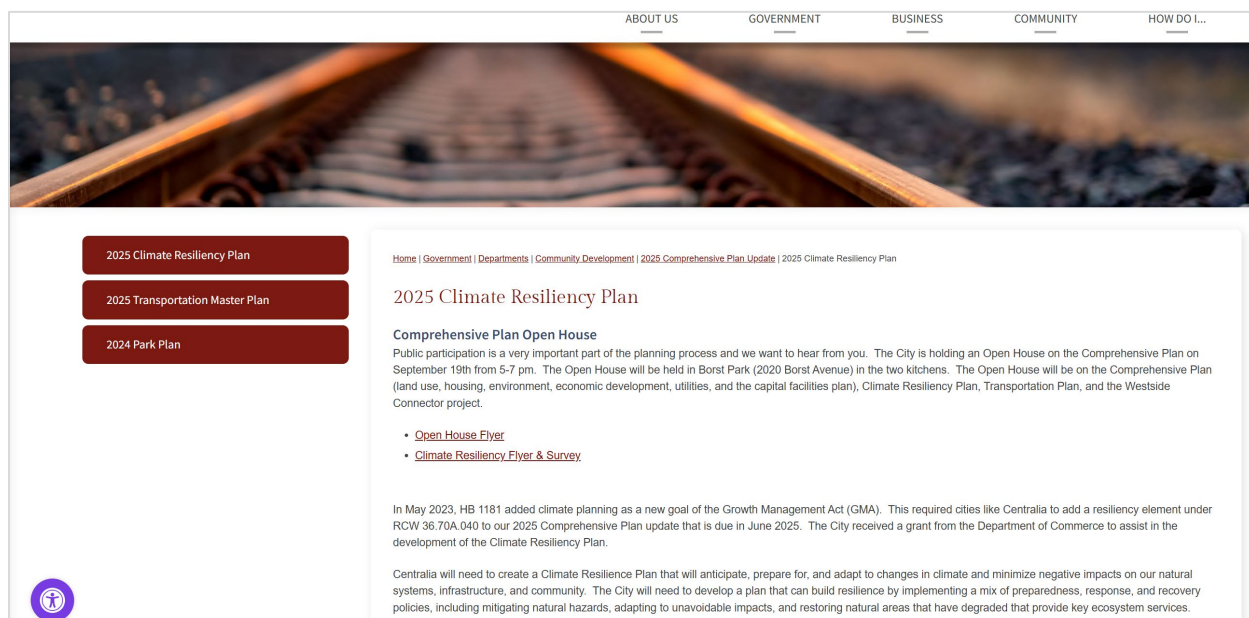 ABOUT US GOVERNMENT BUSINESS COMMUNITY HOW DO I...
2025 Climate Resiliency Plan
2025 Transportation Master Plan
2024 Park Plan
Home | Government | Departments | Community Development | 2025 Comprehensive Plan Update | 2025 Climate Resiliency Plan
2025 Climate Resiliency Plan
Comprehensive Plan Open House
Public participation is a very important part of the planning process and we want to hear from you. The City is holding an Open House on the Comprehensive Plan on
September 19th from 5-7 pm. The Open House will be held in Borst Park (2020 Borst Avenue) in the two kitchens. The Open House will be on the Comprehensive Plan
(land use, housing, environment, economic development, utilities, and the capital facilities plan), Climate Resiliency Plan, Transportation Plan, and the Westside
Connector project.
• Open House Flyer
• Climate Resiliency Flyer & Survey
In May 2023, HB 1181 added climate planning as a new goal of the Growth Management Act (GMA). This required cities like Centralia to add a resiliency element under
RCW 36.70A.040 to our 2025 Comprehensive Plan update that is due in June 2025. The City received a grant from the Department of Commerce to assist in the
development of the Climate Resiliency Plan.
Centralia will need to create a Climate Resilience Plan that will anticipate, prepare for, and adapt to changes in climate and minimize negative impacts on our natural
systems, infrastructure, and community. The City will need to develop a plan that can build resilience by implementing a mix of preparedness, response, and recovery
policies, including mitigating natural hazards, adapting to unavoidable impacts, and restoring natural areas that have degraded that provide key ecosystem services.